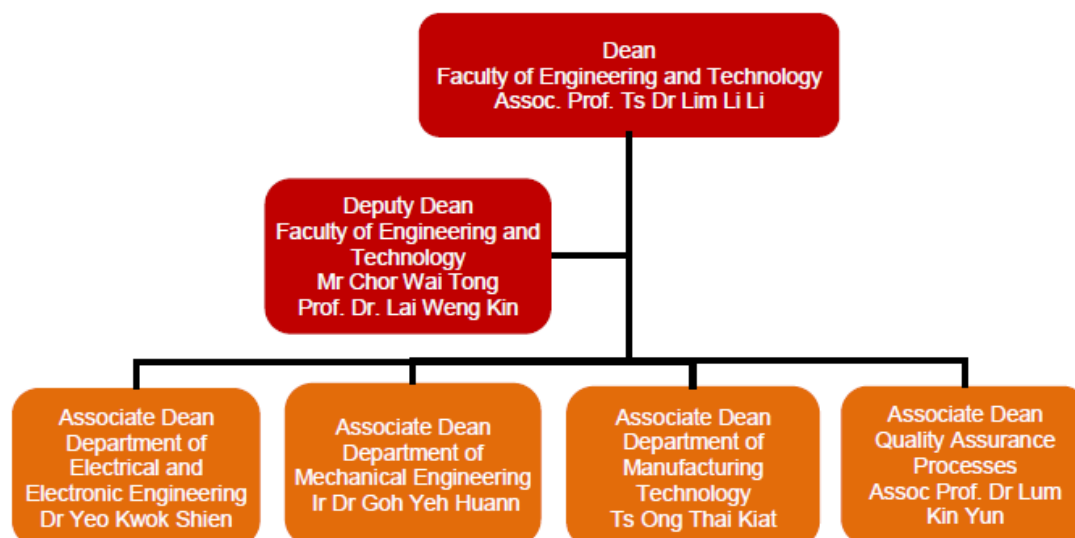 Dean
Faculty of Engineering and Technology
Assoc. Prof. Ts Dr Lim Li Li
Deputy Dean
Faculty of Engineering and
Technology
Mr Chor Wai Tong
Prof. Dr. Lai Weng Kin
Associate Dean
Department of
Electrical and
Electronic Engineering
Dr Yeo Kwok Shien
Associate Dean
Department of
Mechanical Engineering
Ir Dr Goh Yeh Huann
Associate Dean
Department of
Manufacturing
Technology
Ts Ong Thai Kiat
Associate Dean
Quality Assurance
Processes
Assoc Prof. Dr Lum
Kin Yun